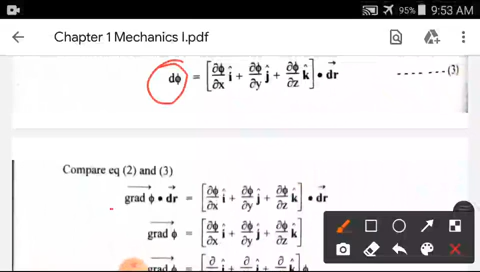 95% 9:53 AM
Chapter 1 Mechanics I.pdf
dϕ = [∂ϕ/∂x î + ∂ϕ/∂y ĵ + ∂ϕ/∂z k̂] • d⃗r -------(3)
Compare eq (2) and (3)
grad ϕ • dr = [∂ϕ/∂x î + ∂ϕ/∂y ĵ + ∂ϕ/∂z k̂] • dr
grad ϕ = [∂ϕ/∂x î + ∂ϕ/∂y ĵ + ∂ϕ/∂z k̂]
grad ϕ = [∂ î + ∂ ĵ + ∂ k̂] ϕ